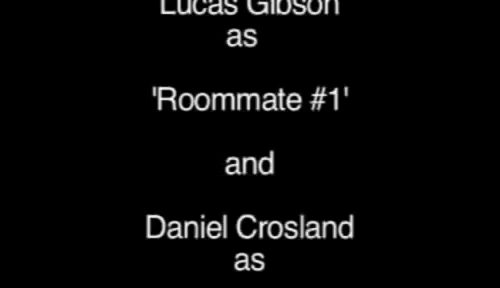 Lucas Gibson
as
'Roommate #1'
and
Daniel Crosland
as